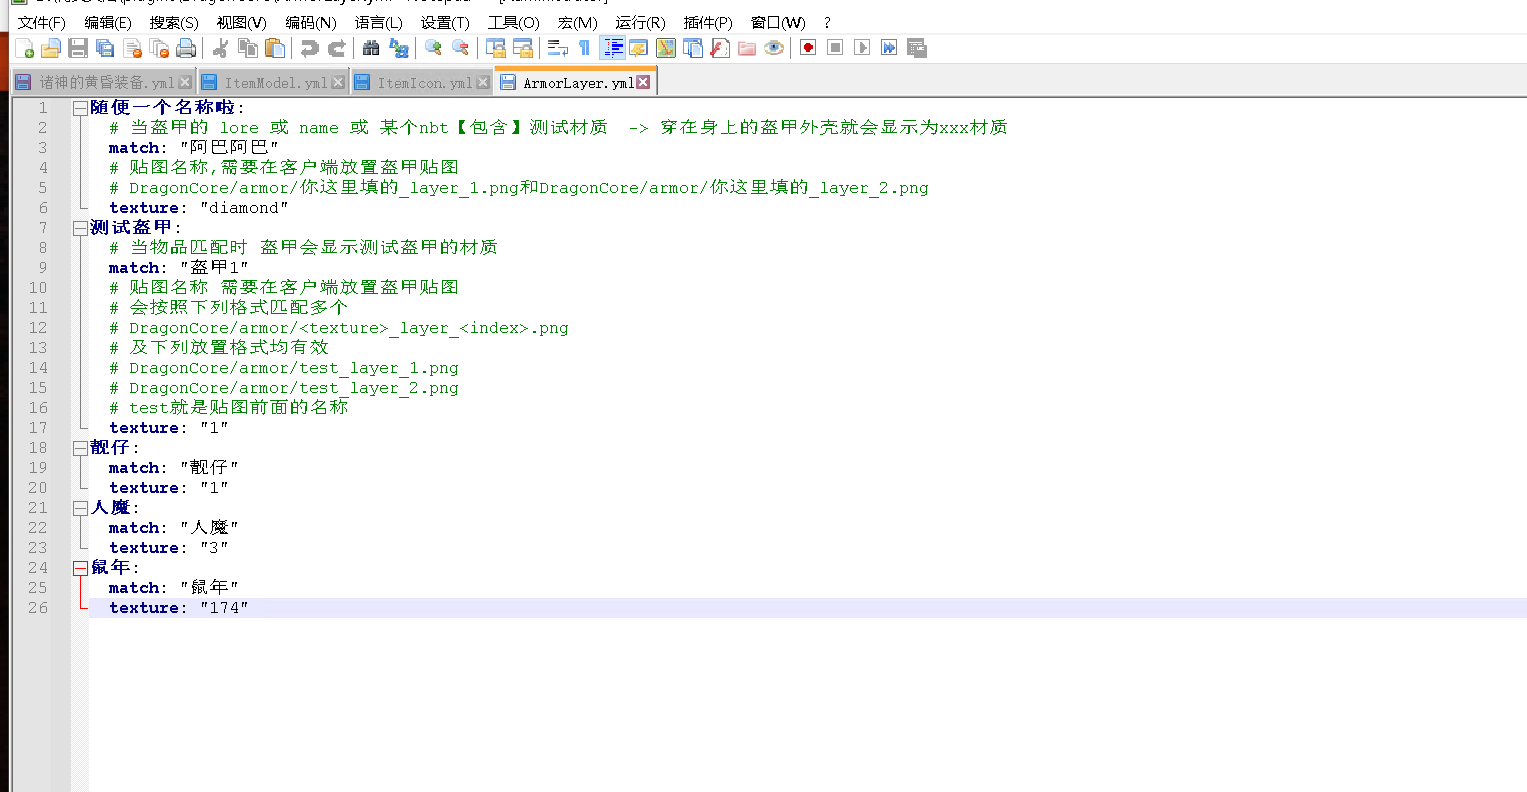 文件(F) 编辑(E) 搜索(S) 视图(V) 编码(N) 语言(L) 设置(T) 工具(O) 宏(M) 运行(R) 插件(P) 窗口(W) ?
诸神的黄昏装备.yml ItemModel.yml ItemIcon.yml ArmorLayer.yml
1 随便一个名称啦:
2 # 当盔甲的 lore 或 name 或 某个nbt【包含】测试材质 -> 穿在身上的盔甲外壳就会显示为xxx材质
3 match: "阿巴阿巴"
4 # 贴图名称,需要在客户端放置盔甲贴图
5 # DragonCore/armor/你这里填的_layer_1.png和DragonCore/armor/你这里填的_layer_2.png
6 texture: "diamond"
7 测试盔甲:
8 # 当物品匹配时 盔甲会显示测试盔甲的材质
9 match: "盔甲1"
10 # 贴图名称 需要在客户端放置盔甲贴图
11 # 会按照下列格式匹配多个
12 # DragonCore/armor/<texture>_layer_<index>.png
13 # 及下列放置格式均有效
14 # DragonCore/armor/test_layer_1.png
15 # DragonCore/armor/test_layer_2.png
16 # test就是贴图前面的名称
17 texture: "1"
18 靓仔:
19 match: "靓仔"
20 texture: "1"
21 人魔:
22 match: "人魔"
23 texture: "3"
24 鼠年:
25 match: "鼠年"
26 texture: "174"